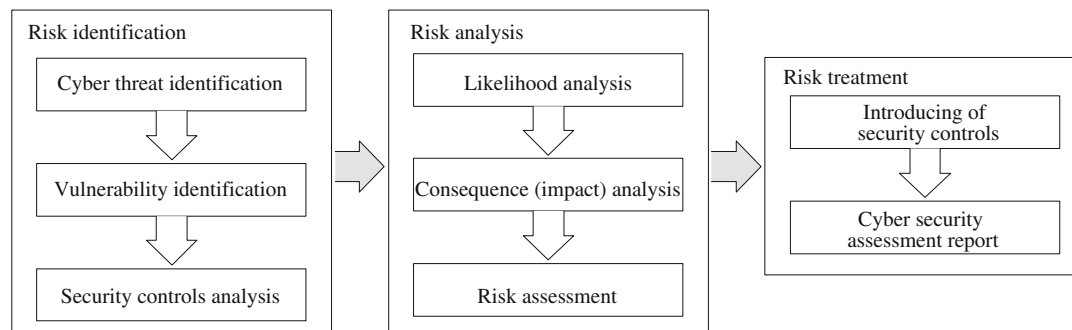 Risk identification
Cyber threat identification
Vulnerability identification
Security controls analysis
Risk analysis
Likelihood analysis
Consequence (impact) analysis
Risk assessment
Risk treatment
Introducing of
security controls
Cyber security
assessment report